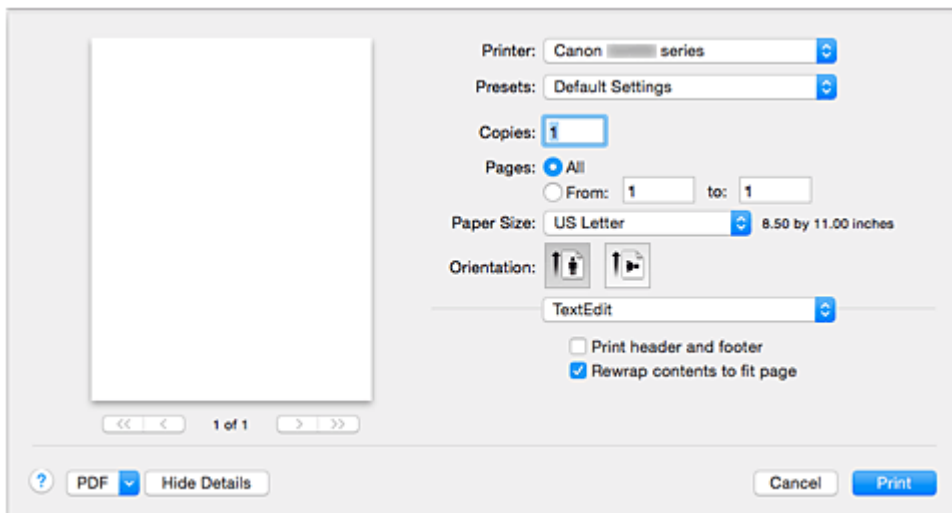 Printer: Canon series
Presets: Default Settings
Copies: 1
Pages: All
From: 1 to: 1
Paper Size: US Letter 8.50 by 11.00 inches
Orientation:
TextEdit
Print header and footer
Rewrap contents to fit page
<< < 1 of 1 > >>
? PDF Hide Details Cancel Print